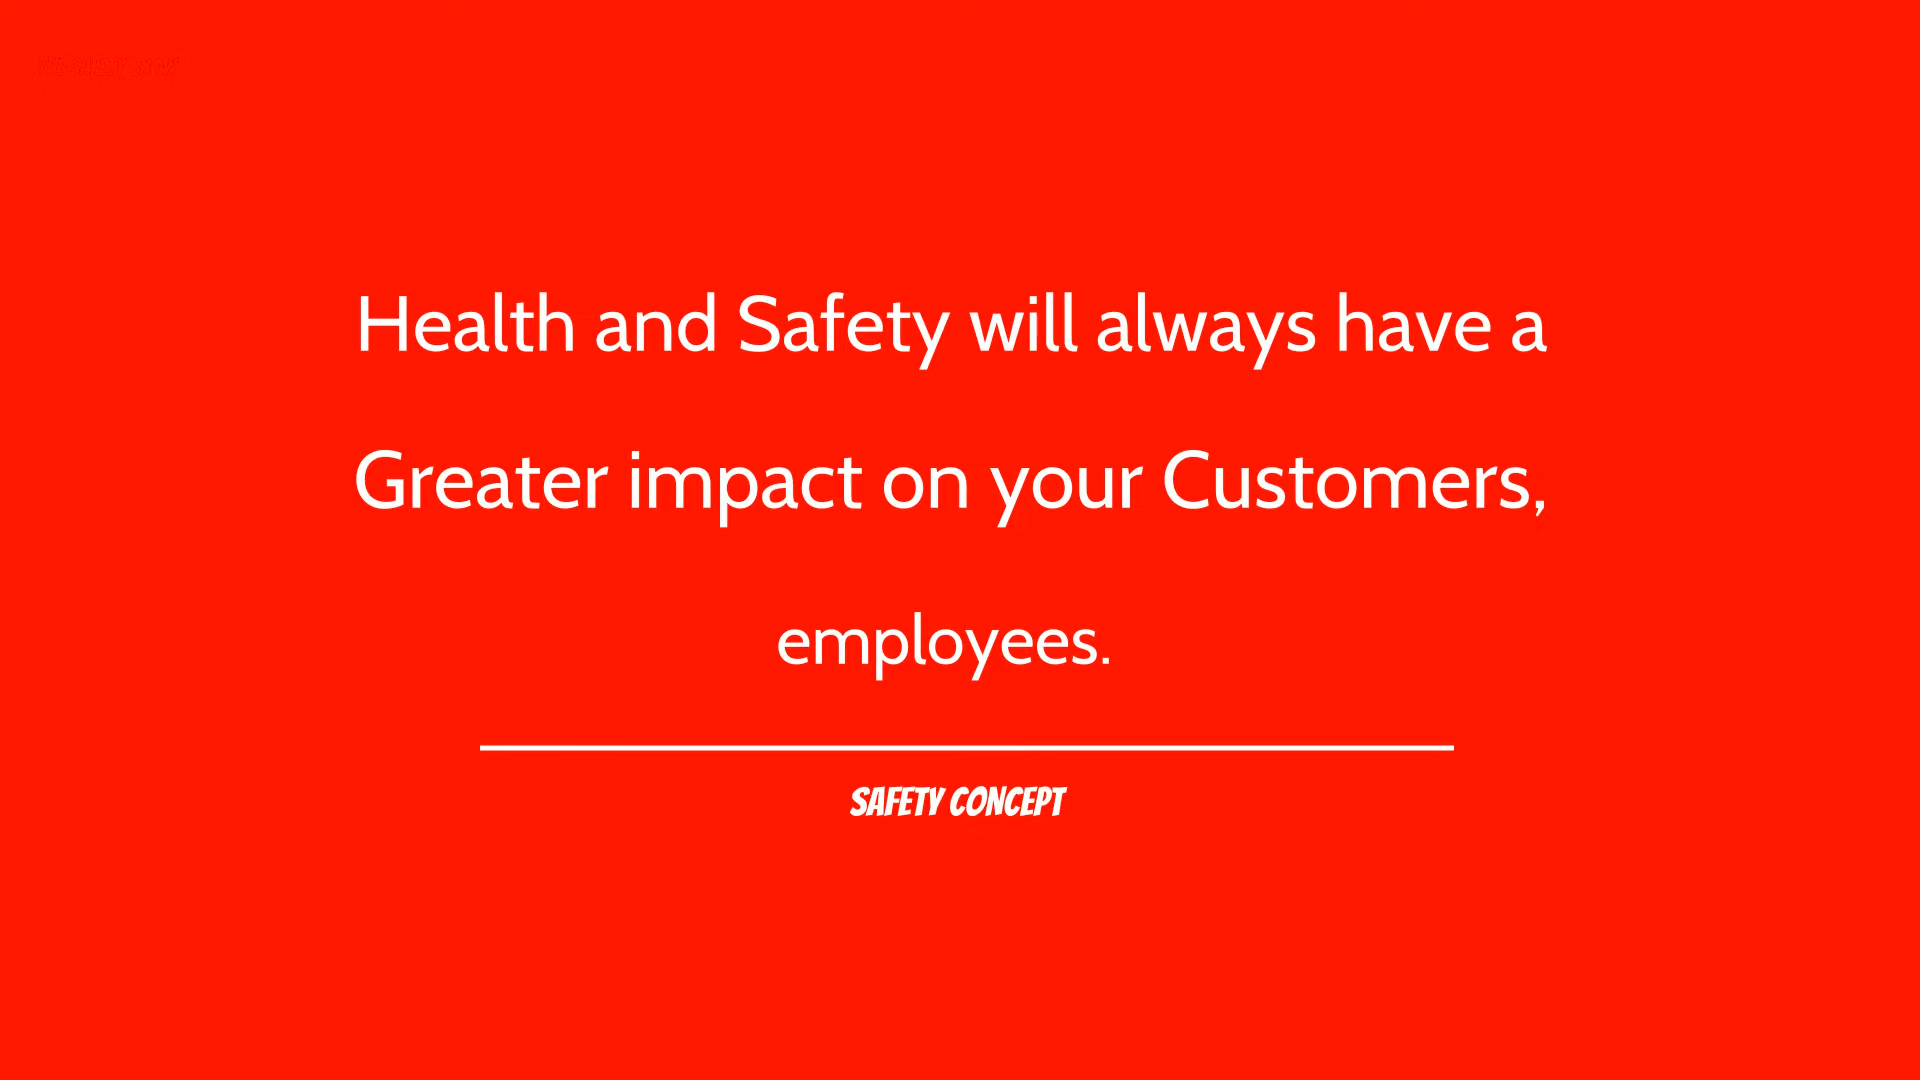 Health and Safety will always have a
Greater impact on your Customers,
employees.
SAFETY CONCEPT